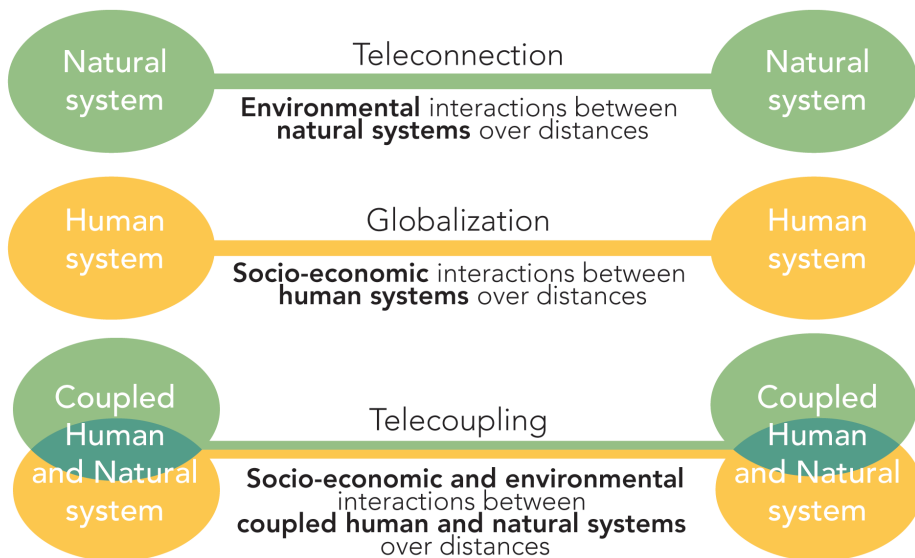 Natural
system
Teleconnection
Environmental interactions between
natural systems over distances
Natural
system
Human
system
Globalization
Socio-economic interactions between
human systems over distances
Human
system
Coupled
Human
and Natural
system
Telecoupling
Socio-economic and environmental
interactions between
coupled human and natural systems
over distances
Coupled
Human
and Natural
system